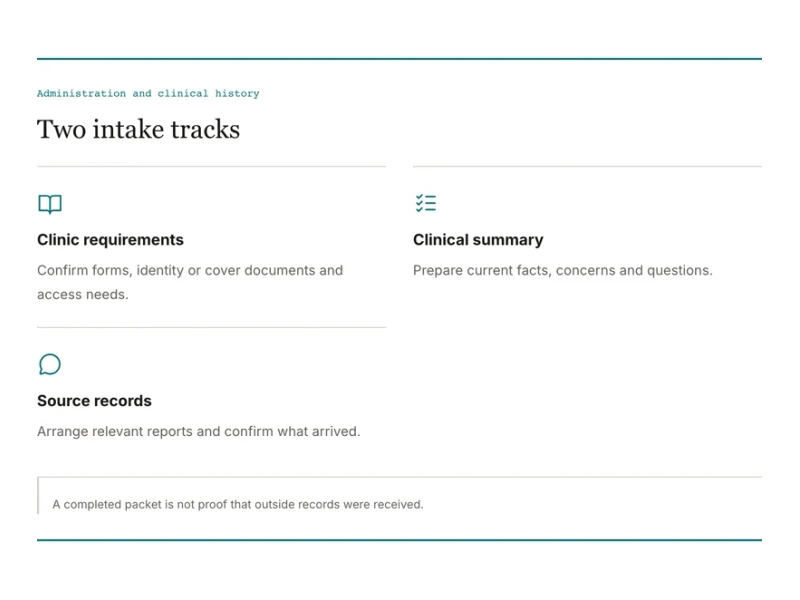 Administration and clinical history
Two intake tracks
Clinic requirements
Confirm forms, identity or cover documents and
access needs.
Clinical summary
Prepare current facts, concerns and questions.
Source records
Arrange relevant reports and confirm what arrived.
A completed packet is not proof that outside records were received.